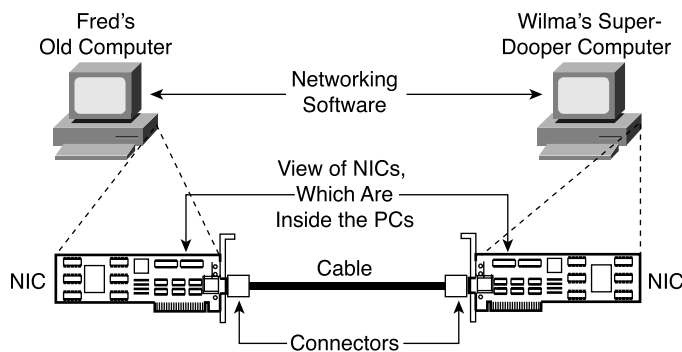 Fred's
Old Computer
Wilma's Super-
Dooper Computer
Networking
Software
View of NICs,
Which Are
Inside the PCs
NIC
Cable
NIC
Connectors